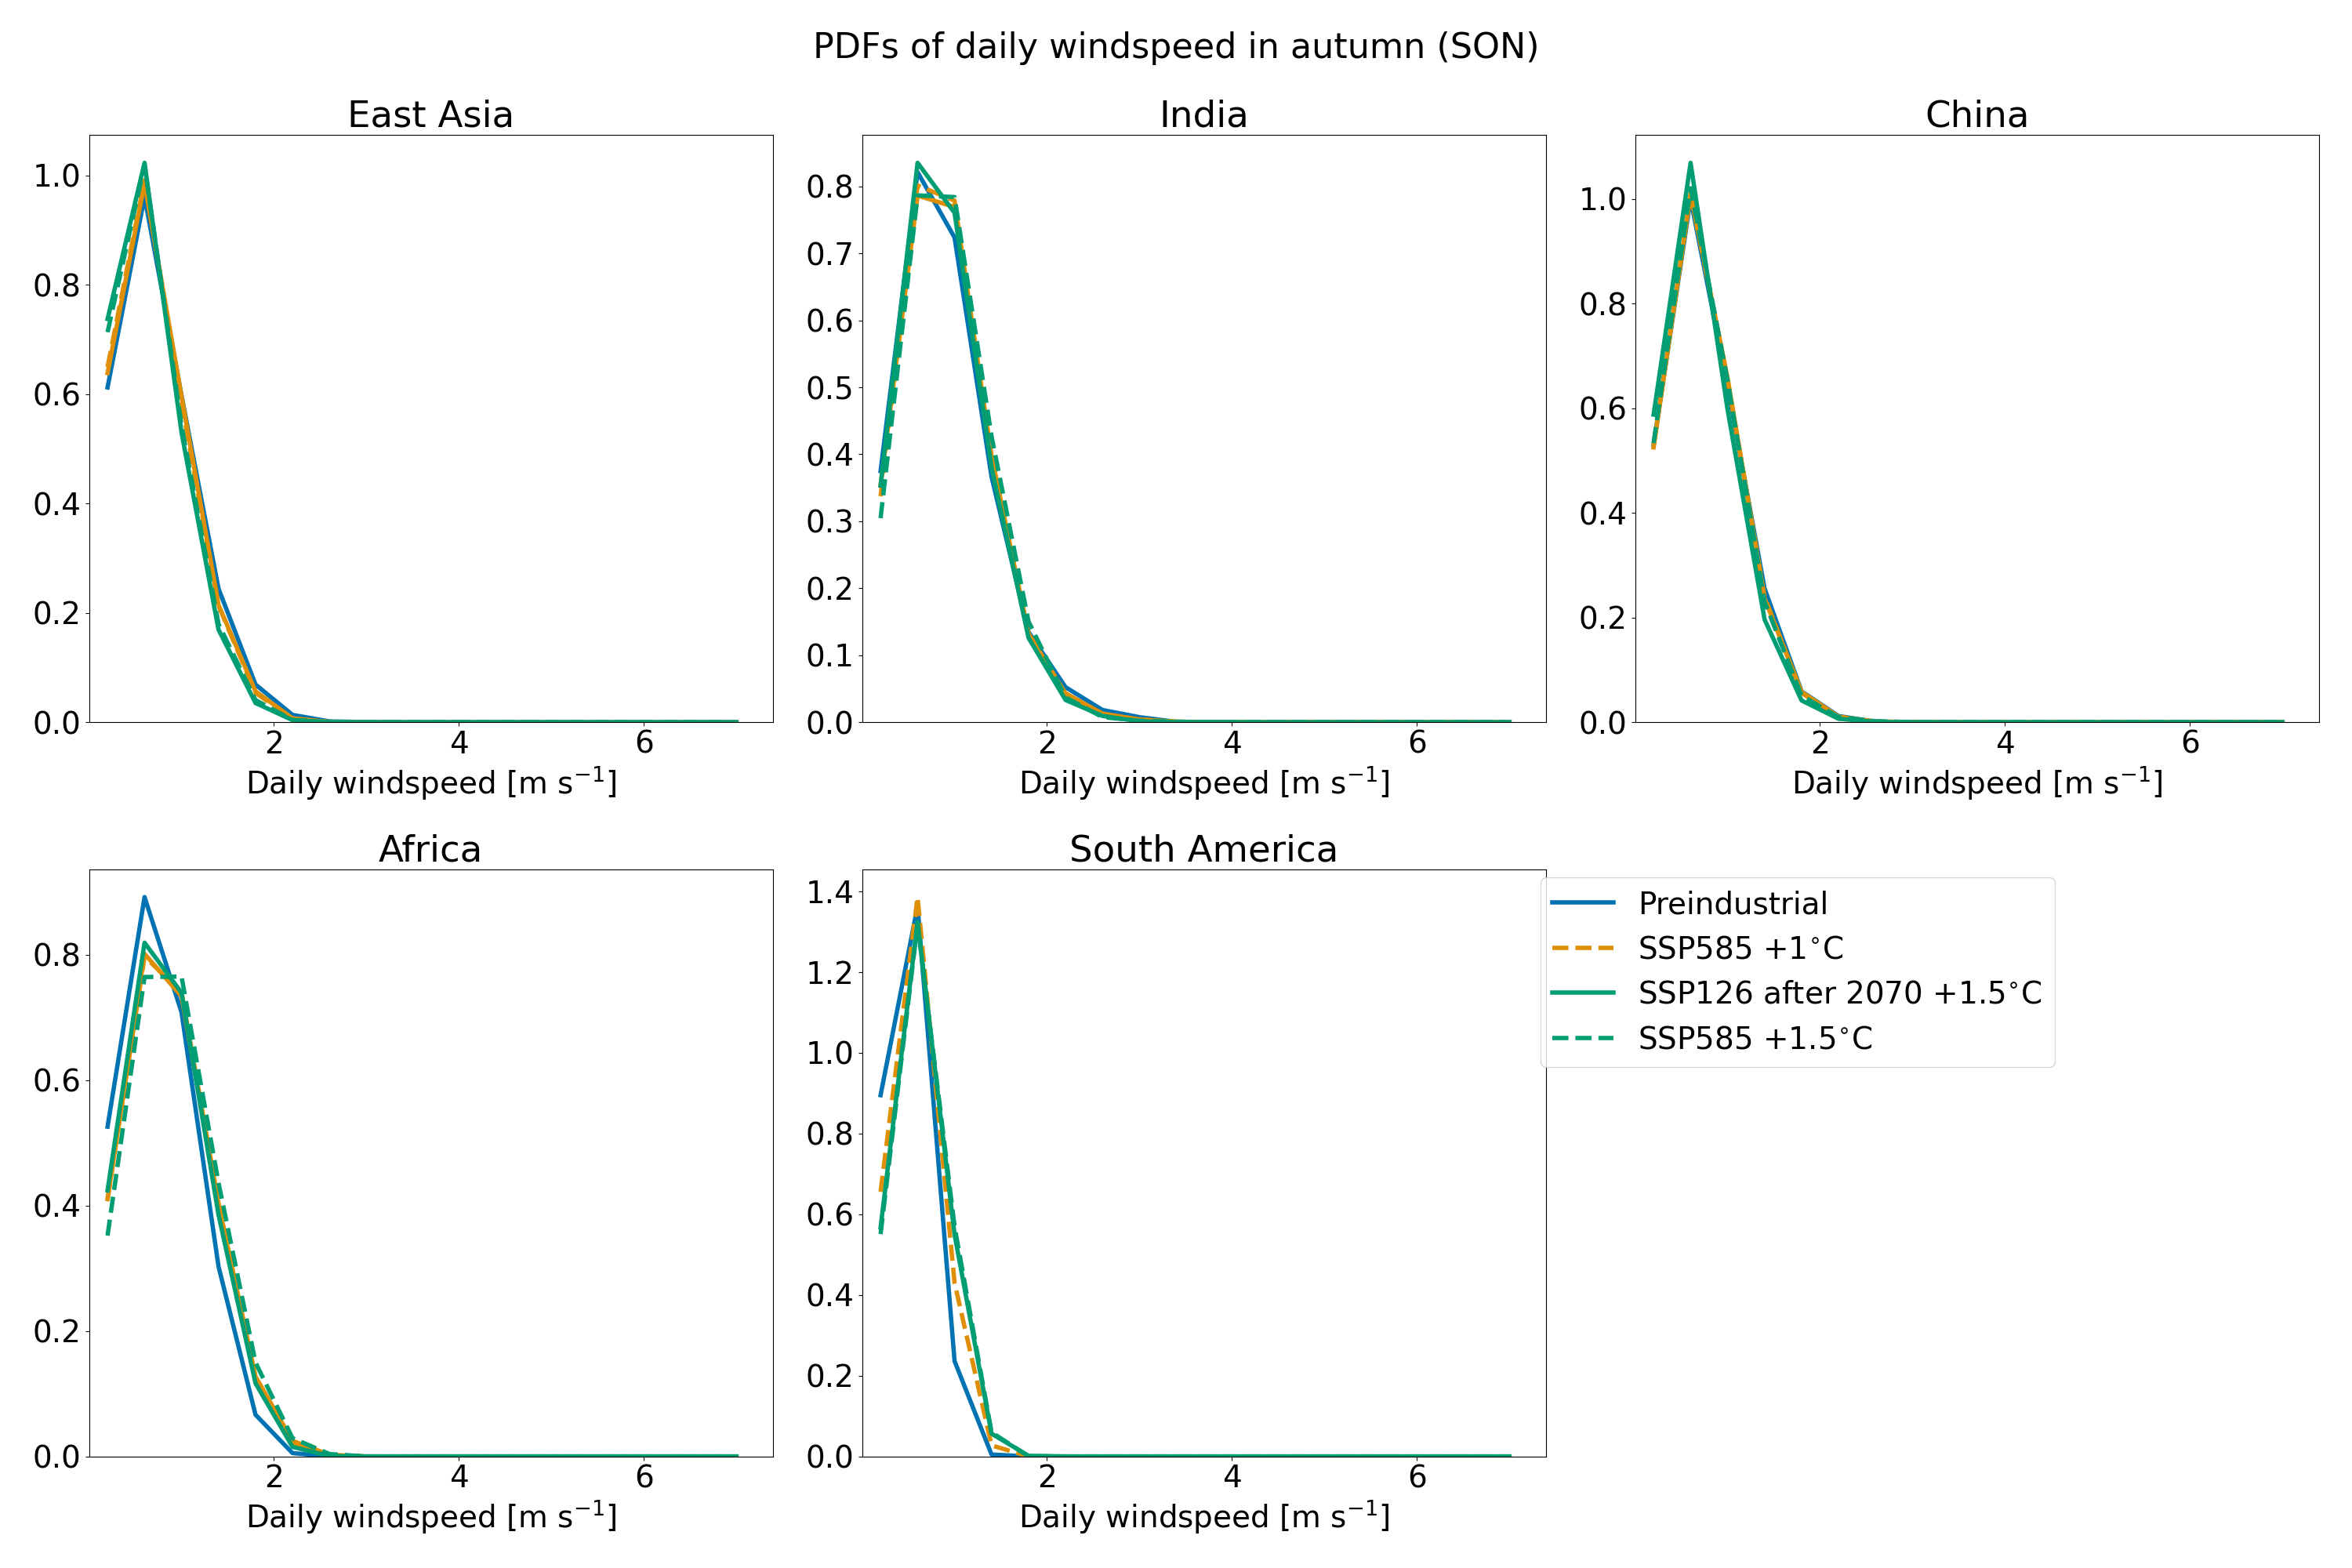 PDFs of daily windspeed in autumn (SON)
East Asia
1.0
0.8
0.6
0.4
0.2
0.0
2 4 6
Daily windspeed [m s⁻¹]
India
0.8
0.7
0.6
0.5
0.4
0.3
0.2
0.1
0.0
2 4 6
Daily windspeed [m s⁻¹]
China
1.0
0.8
0.6
0.4
0.2
0.0
2 4 6
Daily windspeed [m s⁻¹]
Africa
0.8
0.6
0.4
0.2
0.0
2 4 6
Daily windspeed [m s⁻¹]
South America
1.4
1.2
1.0
0.8
0.6
0.4
0.2
0.0
2 4 6
Daily windspeed [m s⁻¹]
Preindustrial
SSP585 +1°C
SSP126 after 2070 +1.5°C
SSP585 +1.5°C